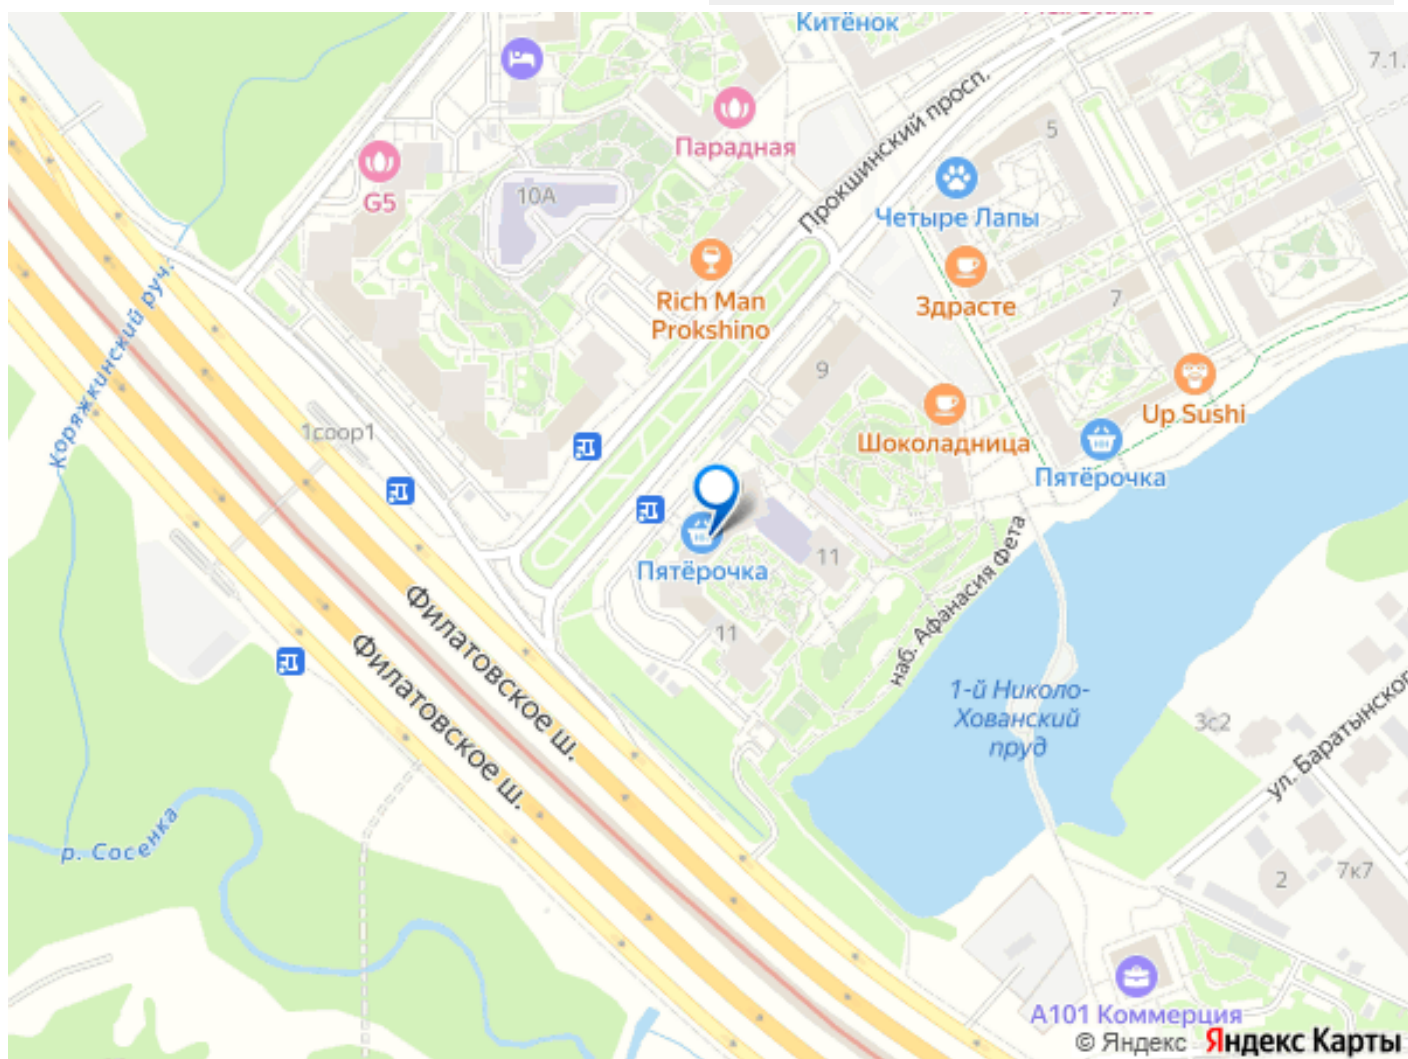 Китёнок
7.1.
Парадная
Прокшинский просп.
5
G5
10А
Четыре Лапы
Rich Man
Prokshino
Здрасте
7
Коряжкинский руч.
9
Up Sushi
1соор1
Шоколадница
Пятёрочка
Пятёрочка
11
наб. Афанасия Фета
11
Филатовское ш.
Филатовское ш.
1-й Николо-
Хованский
пруд
3с2
ул. Баратынского
р. Сосенка
2
7к7
А101 Коммерция
© Яндекс Яндекс Карты